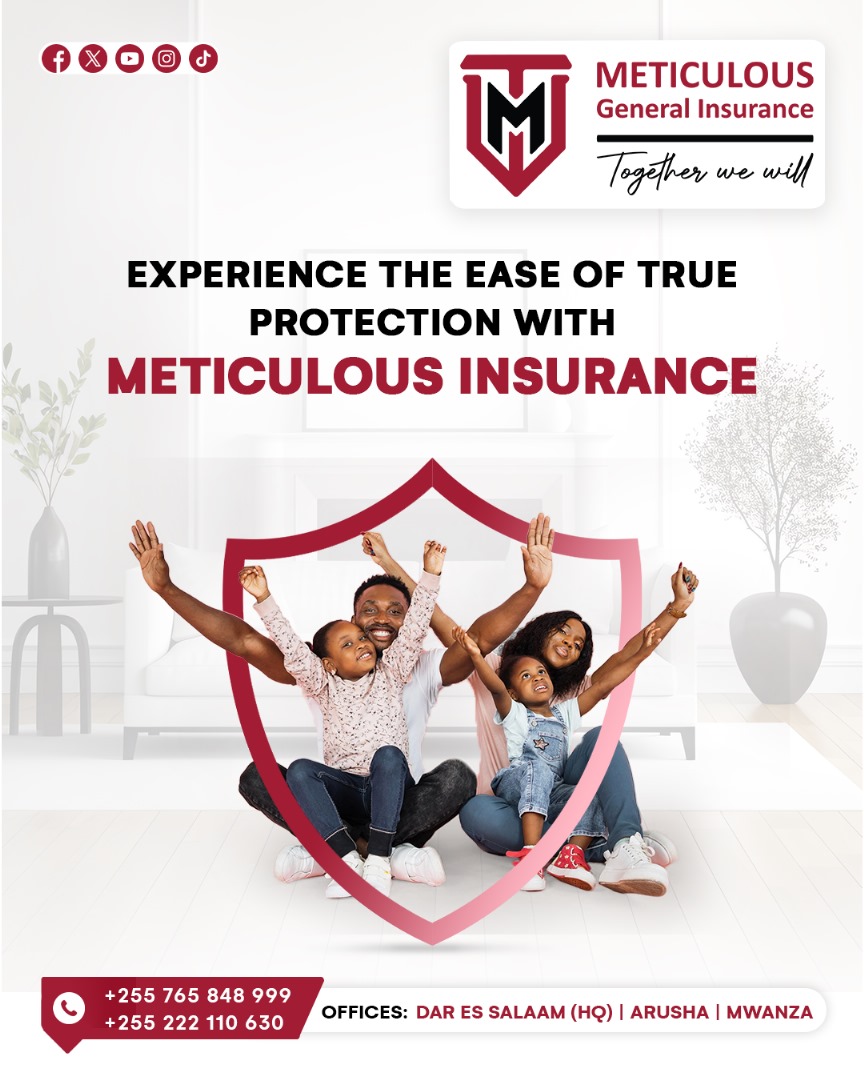 METICULOUS
General Insurance
Together we will
EXPERIENCE THE EASE OF TRUE
PROTECTION WITH
METICULOUS INSURANCE
+255 765 848 999
+255 222 110 630
OFFICES: DAR ES SALAAM (HQ) | ARUSHA | MWANZA